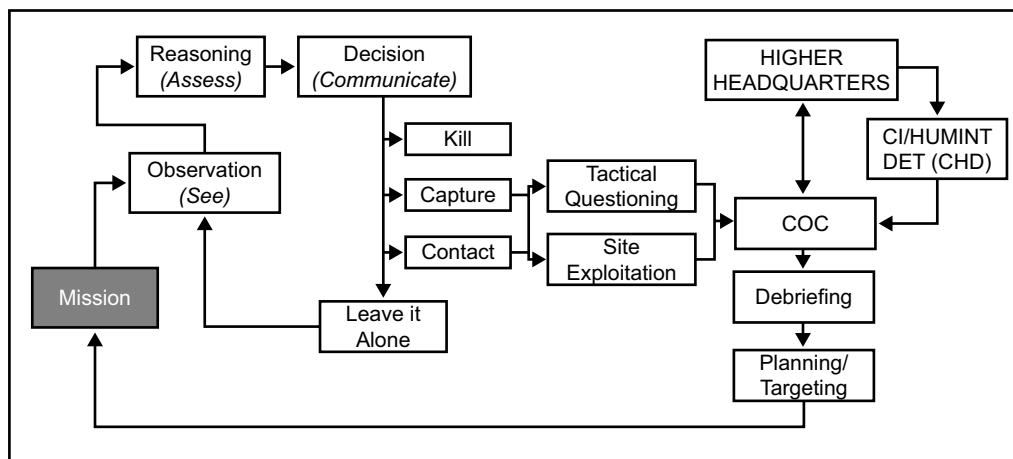 Reasoning
(Assess)
Decision
(Communicate)
HIGHER
HEADQUARTERS
CI/HUMINT
DET (CHD)
Kill
Observation
(See)
Capture
Tactical
Questioning
COC
Contact
Site
Exploitation
Mission
Debriefing
Leave it
Alone
Planning/
Targeting